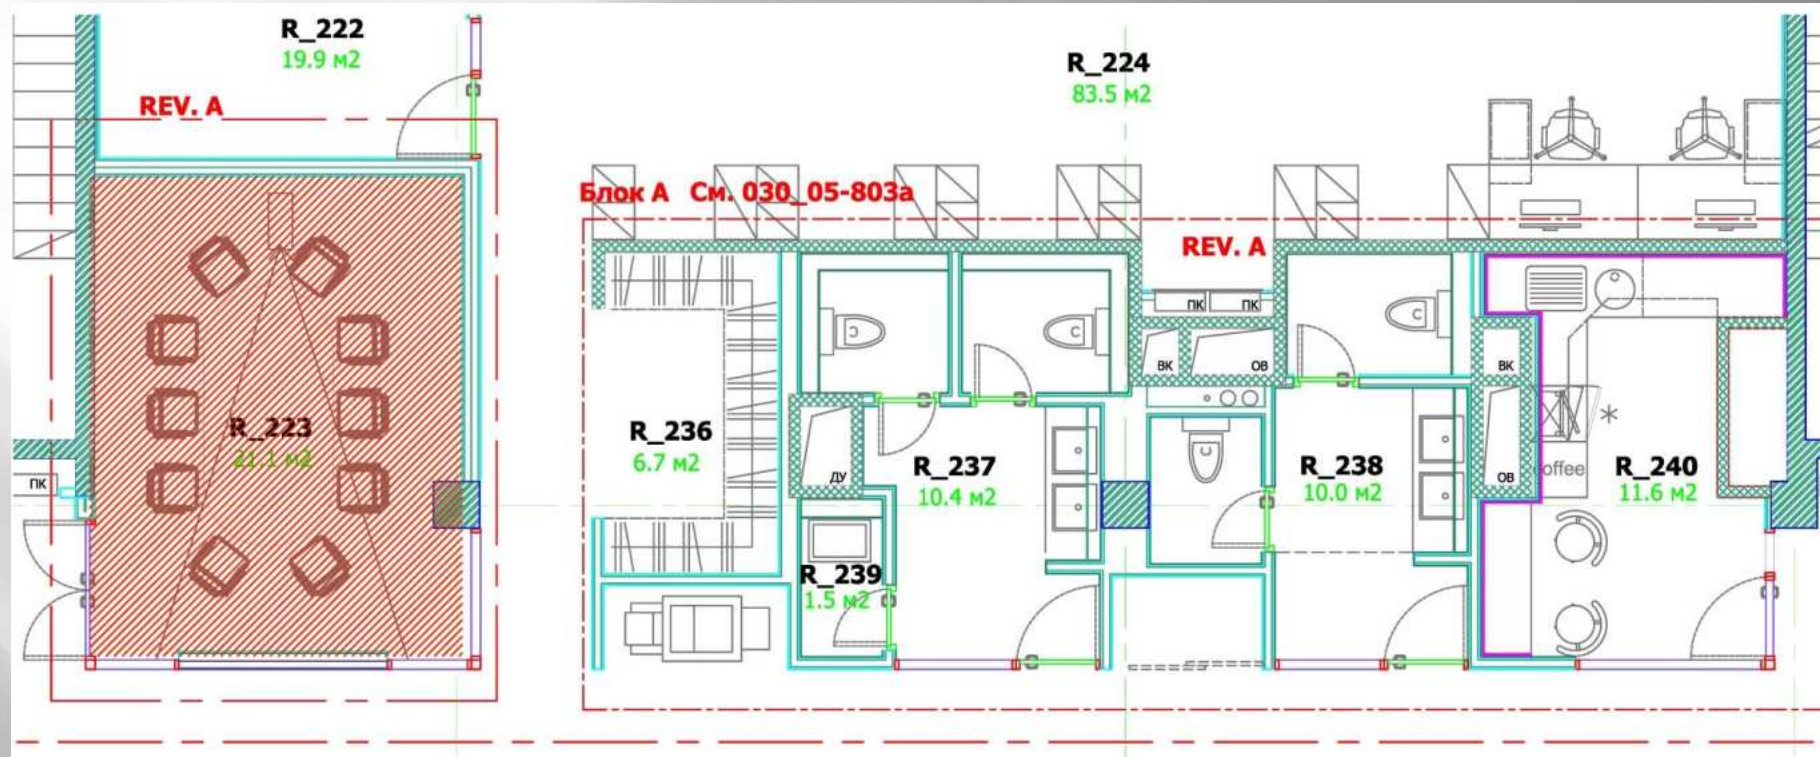 R_222
19.9 м2
R_224
83.5 м2
REV. A
Блок А См. 030_05-803а
REV. A
ПК
ПК
ВК
ОВ
ВК
R_223
21.1 м2
R_236
6.7 м2
R_237
10.4 м2
R_238
10.0 м2
R_240
11.6 м2
*
coffee
ПК
ДУ
ОВ
R_239
1.5 м2